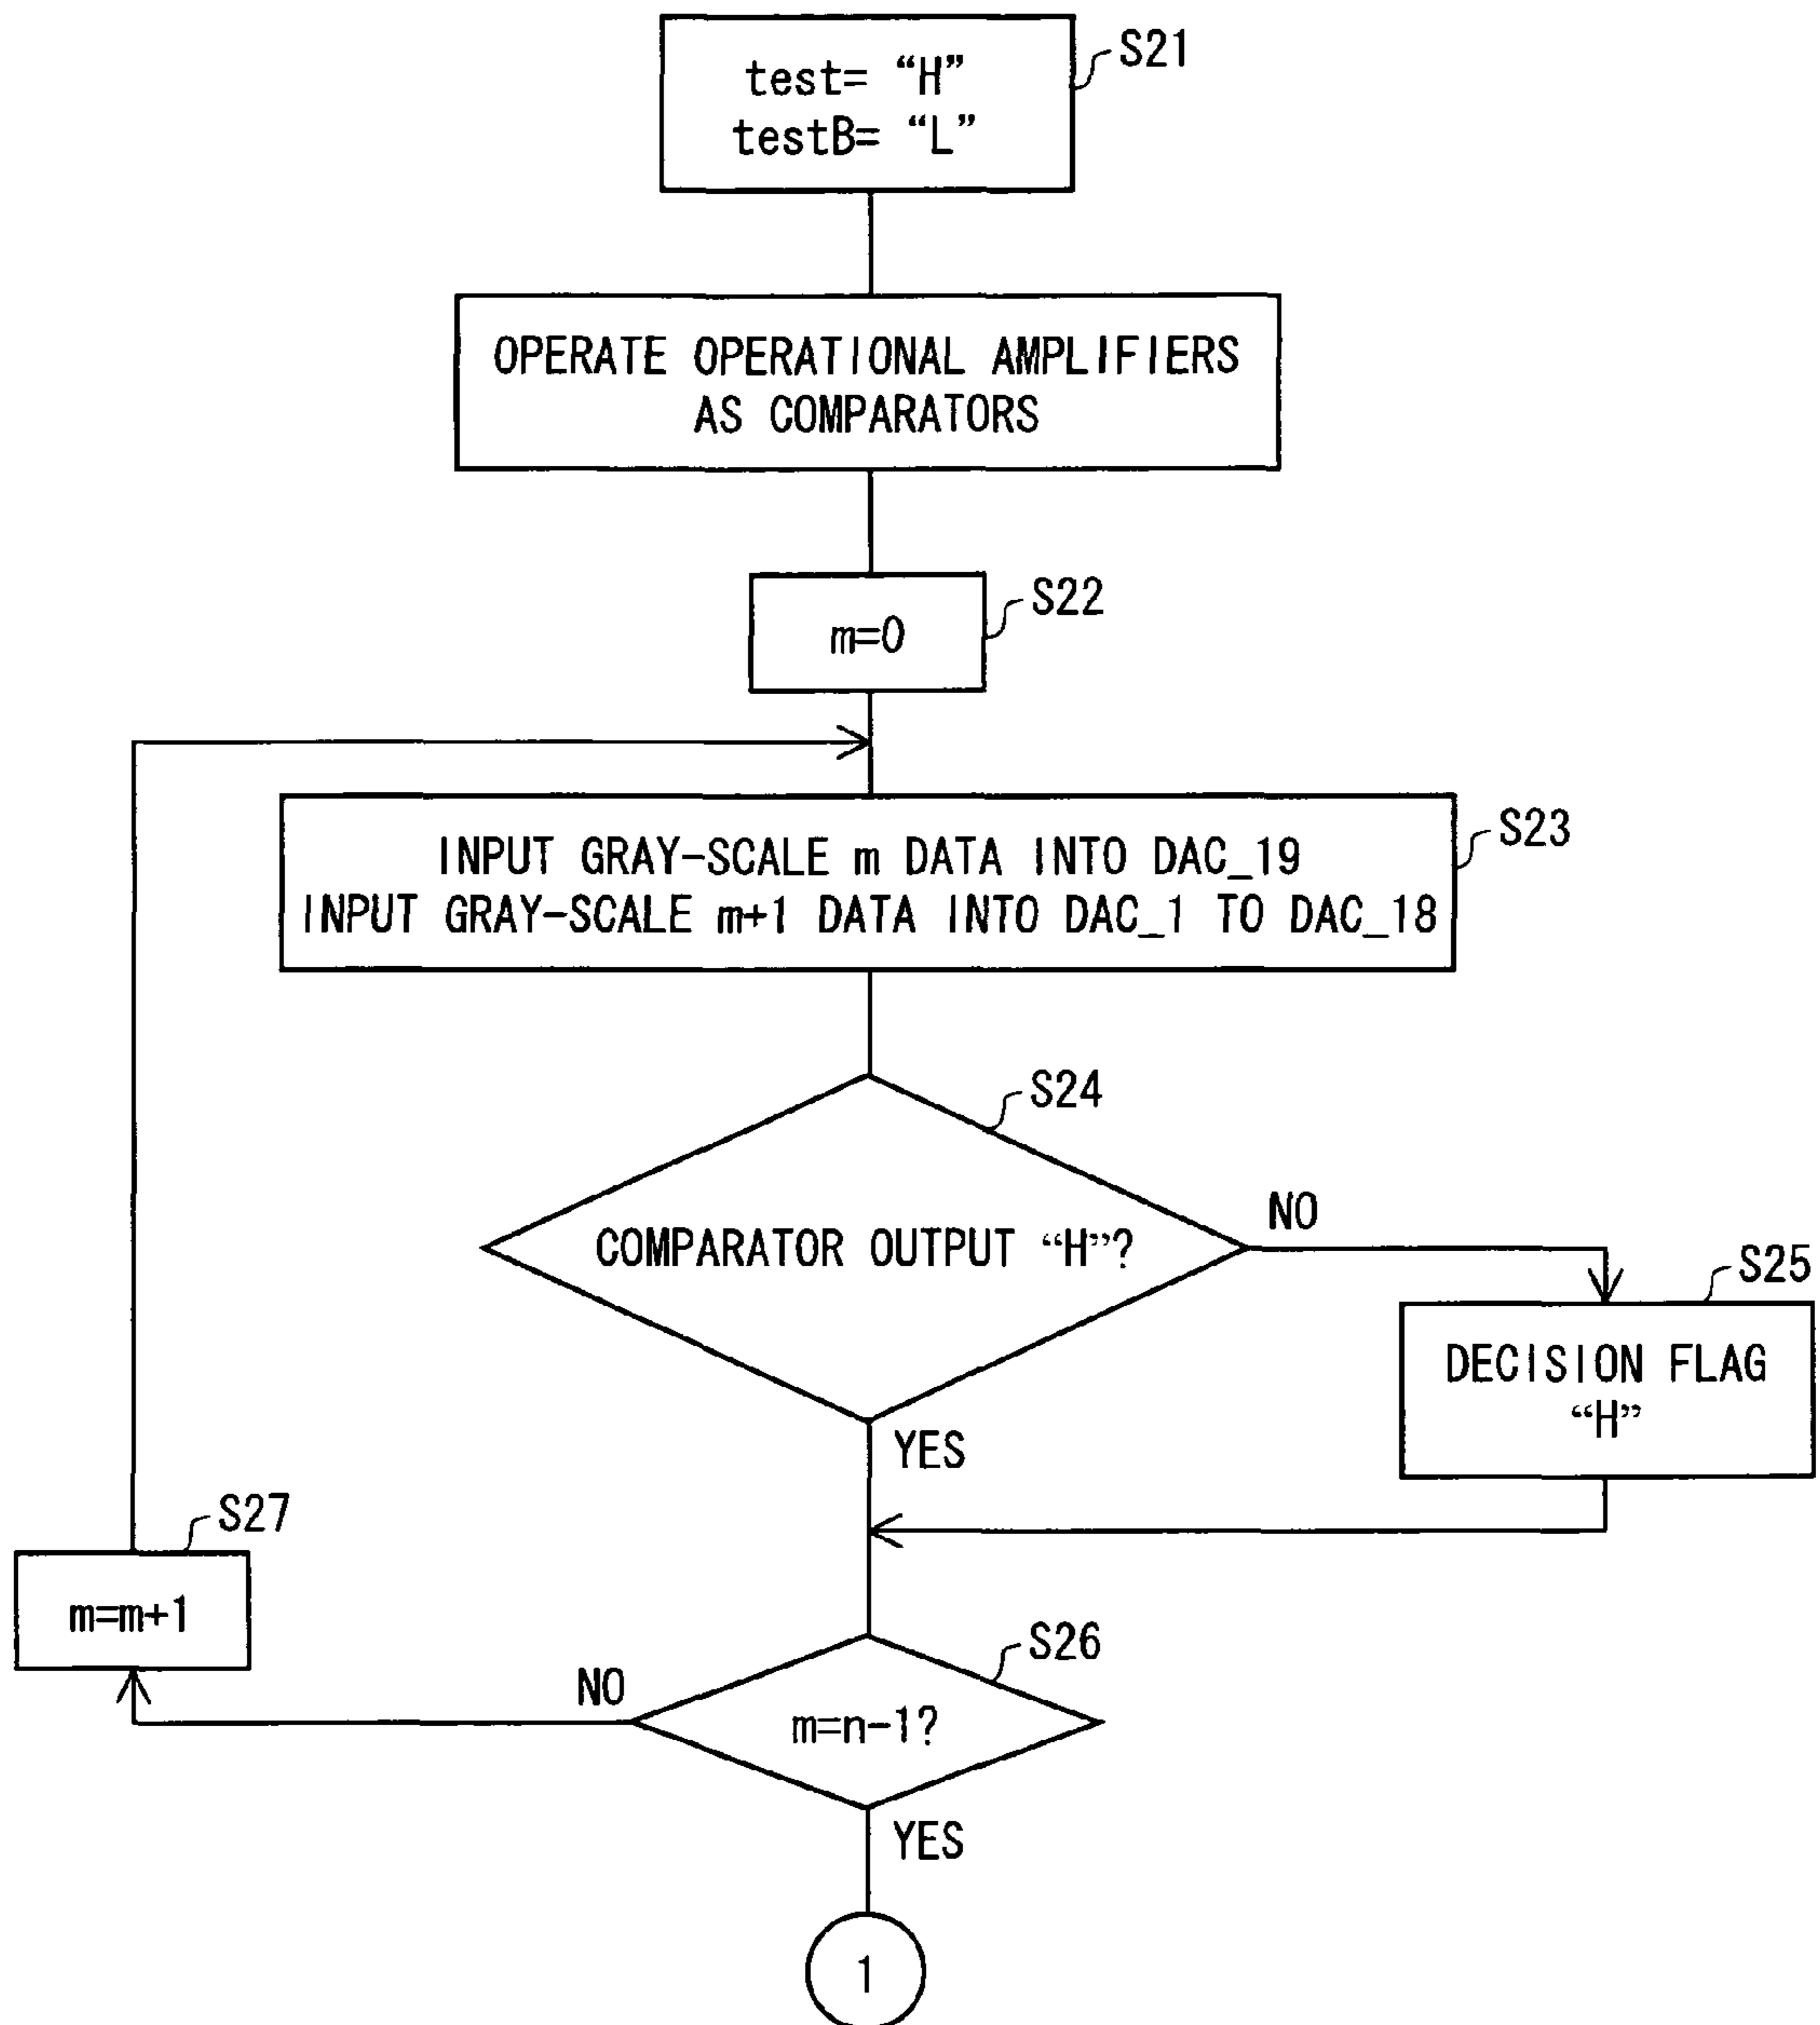 test= “H”
testB= “L”
S21
OPERATE OPERATIONAL AMPLIFIERS
AS COMPARATORS
m=0
S22
INPUT GRAY-SCALE m DATA INTO DAC_19
INPUT GRAY-SCALE m+1 DATA INTO DAC_1 TO DAC_18
S23
COMPARATOR OUTPUT “H”?
S24
NO
YES
DECISION FLAG
“H”
S25
m=m+1
S27
m=n-1?
S26
NO
YES
1